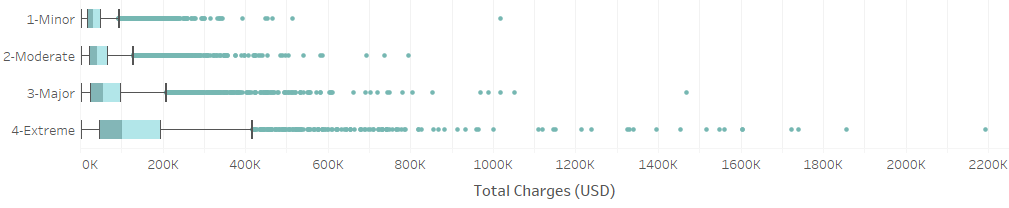 1-Minor
2-Moderate
3-Major
4-Extreme
0K 200K 400K 600K 800K 1000K 1200K 1400K 1600K 1800K 2000K 2200K
Total Charges (USD)